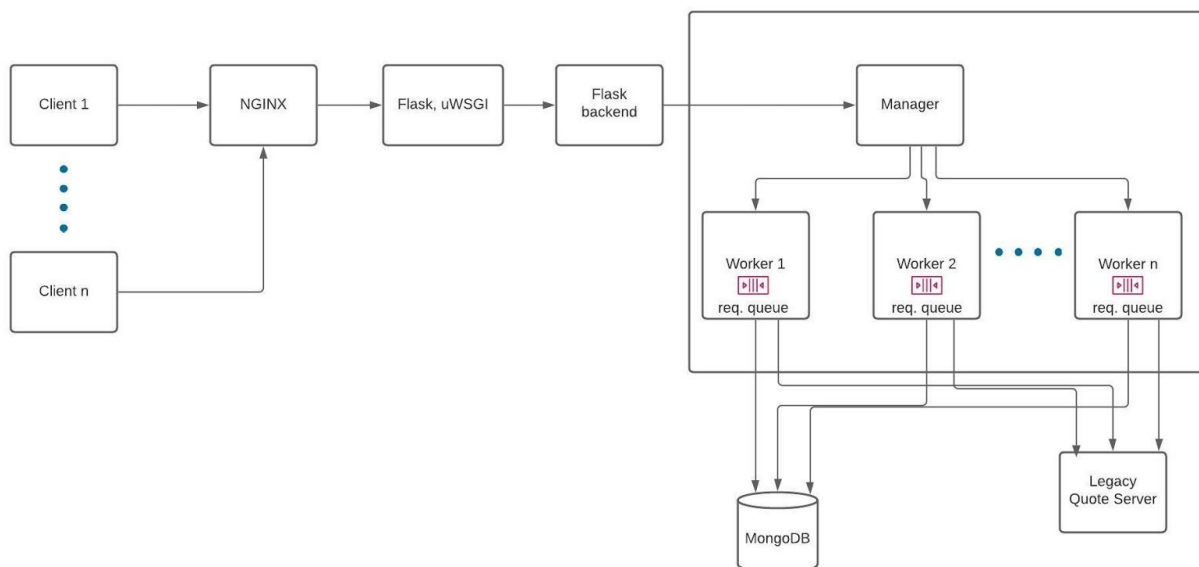 Client 1
NGINX
Flask, uWSGI
Flask
backend
Manager
Client n
Worker 1
req. queue
Worker 2
req. queue
Worker n
req. queue
MongoDB
Legacy
Quote Server